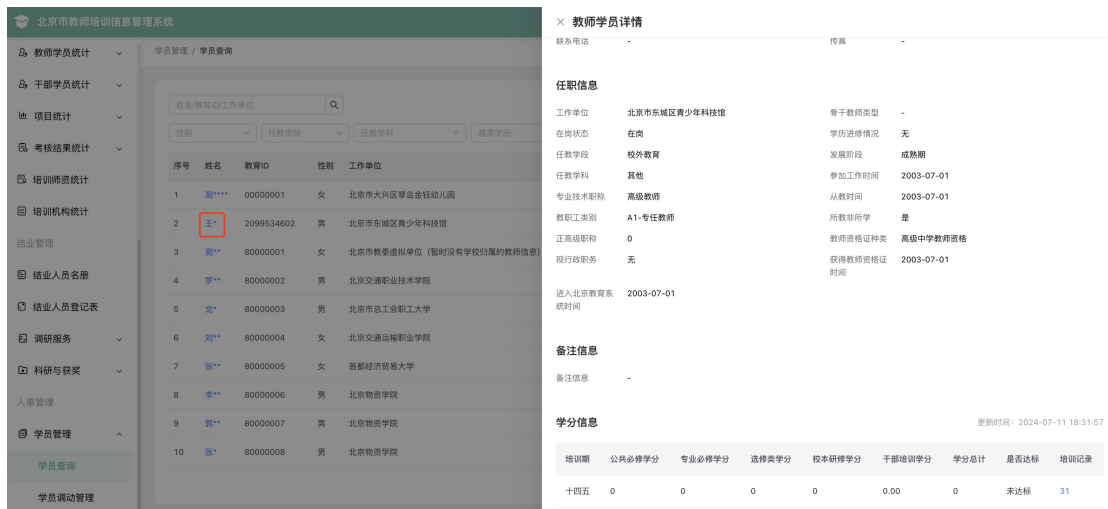 北京市教师培训信息管理系统
教师学员统计
干部学员统计
项目统计
考核结果统计
培训师资统计
培训机构统计
结业管理
结业人员名册
结业人员登记表
调研服务
科研与获奖
人事管理
学员管理
学员查询
学员调动管理
学员管理 / 学员查询
姓名/教育ID/工作单位
性别 任教学段 任教学科 最高学历
序号 姓名 教育ID 性别 工作单位
1 测**** 00000001 女 北京市大兴区琴岛金钰幼儿园
2 王* 2099534602 男 北京市东城区青少年科技馆
3 测** 80000001 女 北京市教委虚拟单位（暂时没有学校归属的教师信息）
4 罗** 80000002 男 北京交通职业技术学院
5 龙* 80000003 男 北京市总工会职工大学
6 刘** 80000004 女 北京交通运输职业学院
7 张** 80000005 女 首都经济贸易大学
8 李** 80000006 男 北京物资学院
9 郭** 80000007 男 北京物资学院
10 张* 80000008 男 北京物资学院
× 教师学员详情
联系电话 - 传真 -
任职信息
工作单位 北京市东城区青少年科技馆 骨干教师类型 -
在岗状态 在岗 学历进修情况 无
任教学段 校外教育 发展阶段 成熟期
任教学科 其他 参加工作时间 2003-07-01
专业技术职称 高级教师 从教时间 2003-07-01
教职工类别 A1-专任教师 所教非所学 是
正高级职称 0 教师资格证种类 高级中学教师资格
现行政职务 无 获得教师资格证 2003-07-01
时间
进入北京教育系 2003-07-01
统时间
备注信息
备注信息 -
学分信息 更新时间：2024-07-11 18:31:57
培训期 公共必修学分 专业必修学分 选修类学分 校本研修学分 干部培训学分 学分总计 是否达标 培训记录
十四五 0 0 0 0 0.00 0 未达标 31